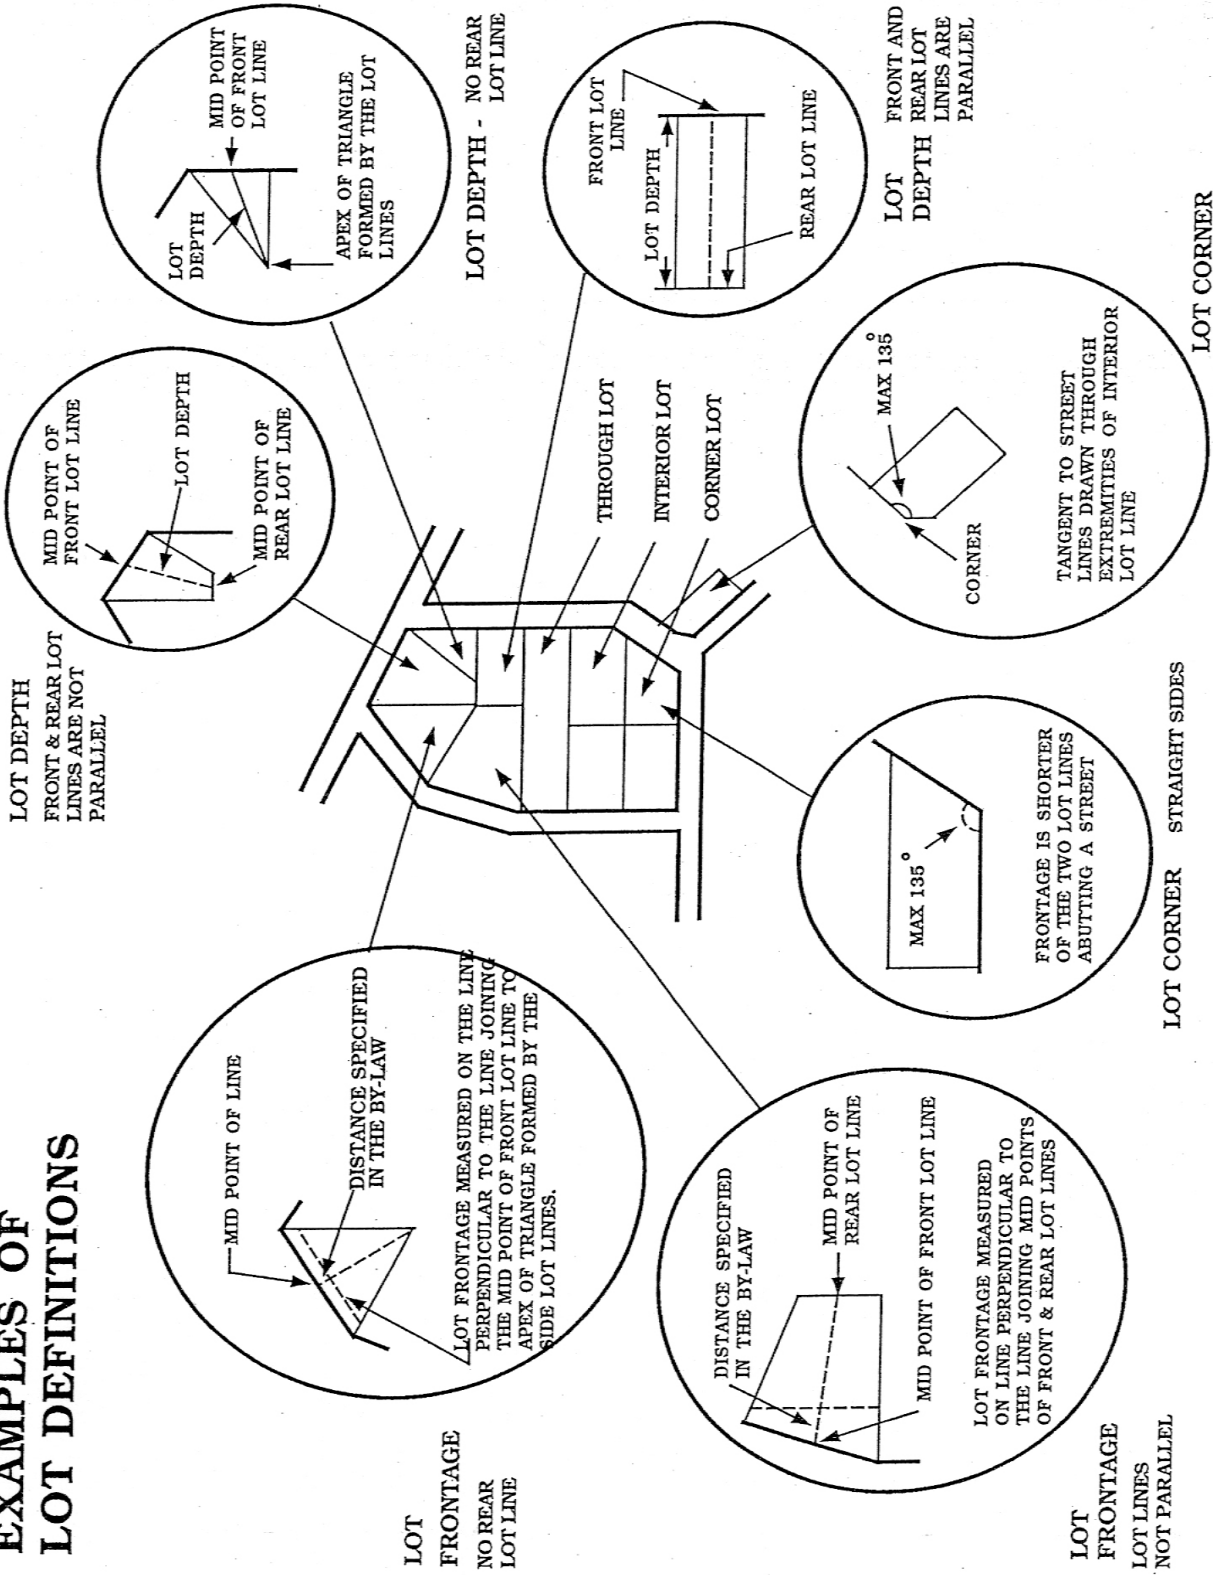 EXAMPLES OF
LOT DEFINITIONS
LOT DEPTH
FRONT & REAR LOT
LINES ARE NOT
PARALLEL
MID POINT OF
FRONT LOT LINE
LOT DEPTH
MID POINT OF
REAR LOT LINE
LOT
DEPTH
MID POINT
OF FRONT
LOT LINE
APEX OF TRIANGLE
FORMED BY THE LOT
LINES
LOT DEPTH - NO REAR
LOT LINE
MID POINT OF LINE
DISTANCE SPECIFIED
IN THE BY-LAW
LOT FRONTAGE MEASURED ON THE LINE
PERPENDICULAR TO THE LINE JOINING
THE MID POINT OF FRONT LOT LINE TO
APEX OF TRIANGLE FORMED BY THE
SIDE LOT LINES.
LOT
FRONTAGE
NO REAR
LOT LINE
THROUGH LOT
INTERIOR LOT
CORNER LOT
FRONT LOT
LINE
LOT DEPTH
REAR LOT LINE
LOT
DEPTH
FRONT AND
REAR LOT
LINES ARE
PARALLEL
DISTANCE SPECIFIED
IN THE BY-LAW
MID POINT OF
REAR LOT LINE
MID POINT OF FRONT LOT LINE
LOT FRONTAGE MEASURED
ON LINE PERPENDICULAR TO
THE LINE JOINING MID POINTS
OF FRONT & REAR LOT LINES
LOT
FRONTAGE
LOT LINES
NOT PARALLEL
MAX 135°
FRONTAGE IS SHORTER
OF THE TWO LOT LINES
ABUTTING A STREET
LOT CORNER STRAIGHT SIDES
MAX 135°
CORNER
TANGENT TO STREET
LINES DRAWN THROUGH
EXTREMITIES OF INTERIOR
LOT LINE
LOT CORNER